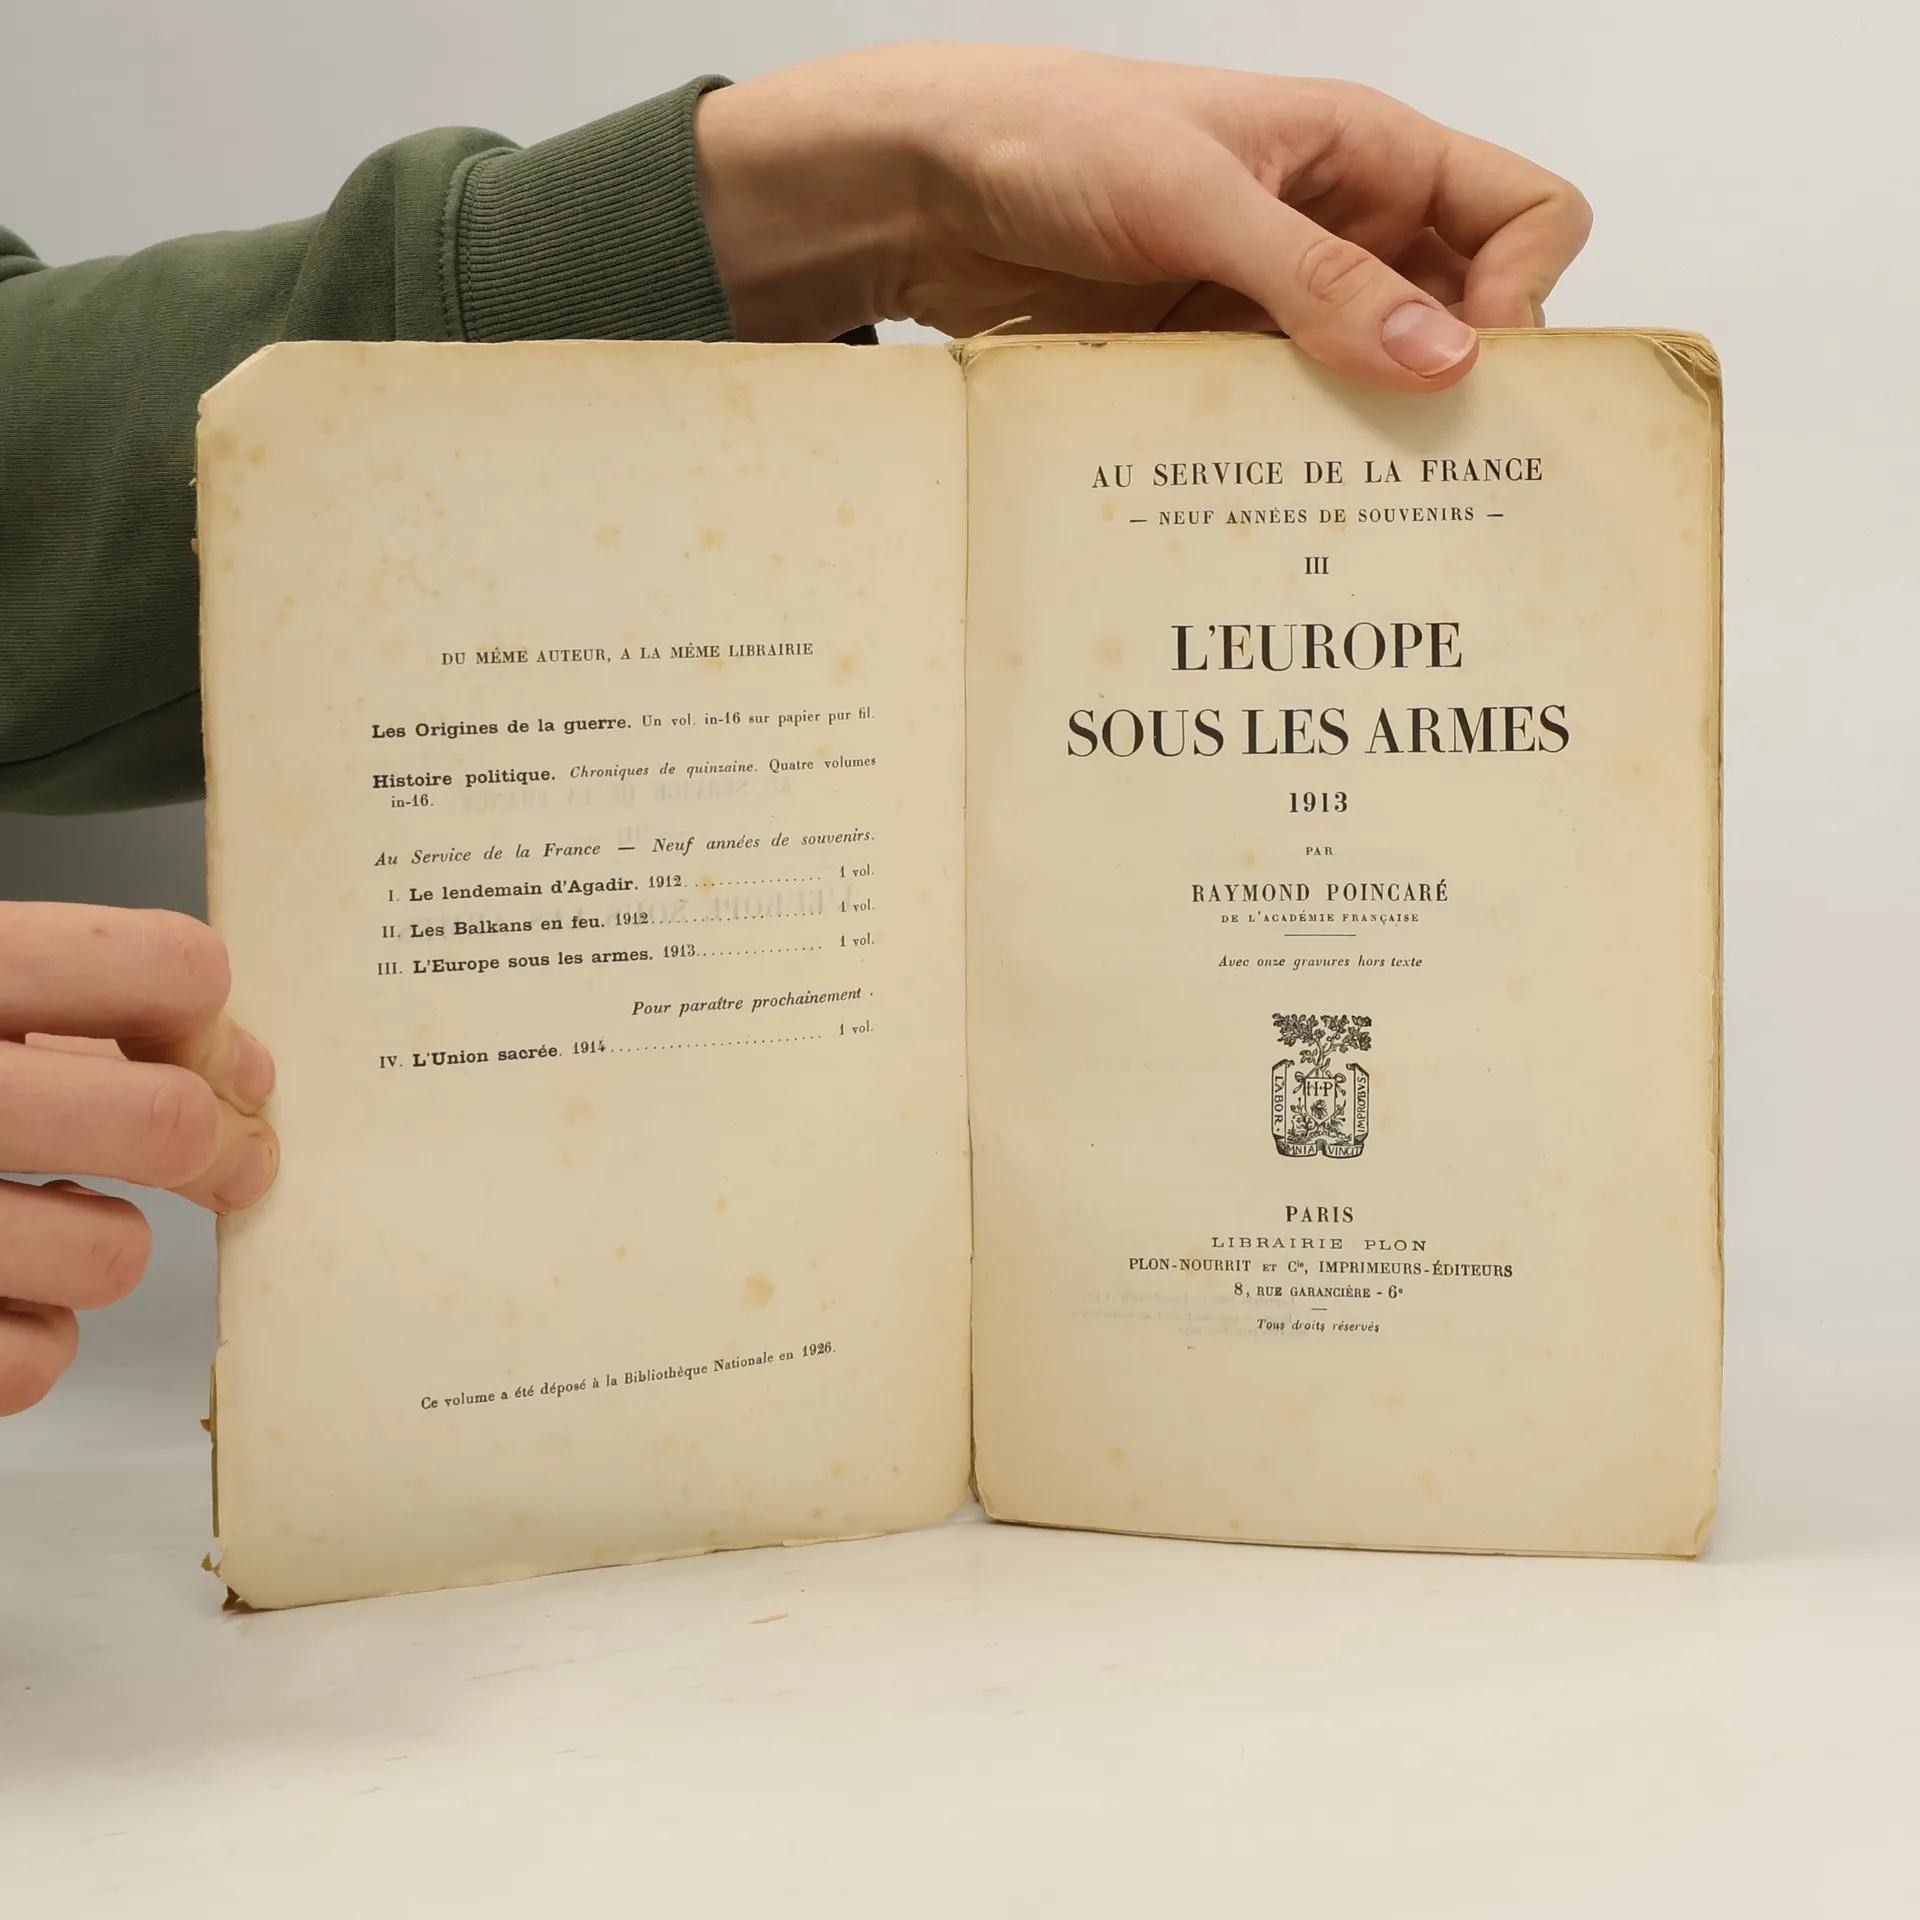 DU MÊME AUTEUR, A LA MÊME LIBRAIRIE
Les Origines de la guerre. Un vol. in-16 sur papier pur fil.
Histoire politique. Chroniques de quinzaine. Quatre volumes
in-16.
Au Service de la France — Neuf années de souvenirs.
I. Le lendemain d'Agadir. 1912................ 1 vol.
II. Les Balkans en feu. 1912.................... 1 vol.
III. L'Europe sous les armes. 1913............... 1 vol.
Pour paraître prochainement.
IV. L'Union sacrée. 1914......................... 1 vol.
Ce volume a été déposé à la Bibliothèque Nationale en 1926.
AU SERVICE DE LA FRANCE
— NEUF ANNÉES DE SOUVENIRS —
III
L'EUROPE
SOUS LES ARMES
1913
PAR
RAYMOND POINCARÉ
DE L'ACADÉMIE FRANÇAISE
Avec onze gravures hors texte
H·P
LABOR
IMPROBVS
OMNIA VINCIT
PARIS
LIBRAIRIE PLON
PLON-NOURRIT ET Cie, IMPRIMEURS-ÉDITEURS
8, RUE GARANCIÈRE - 6e
Tous droits réservés